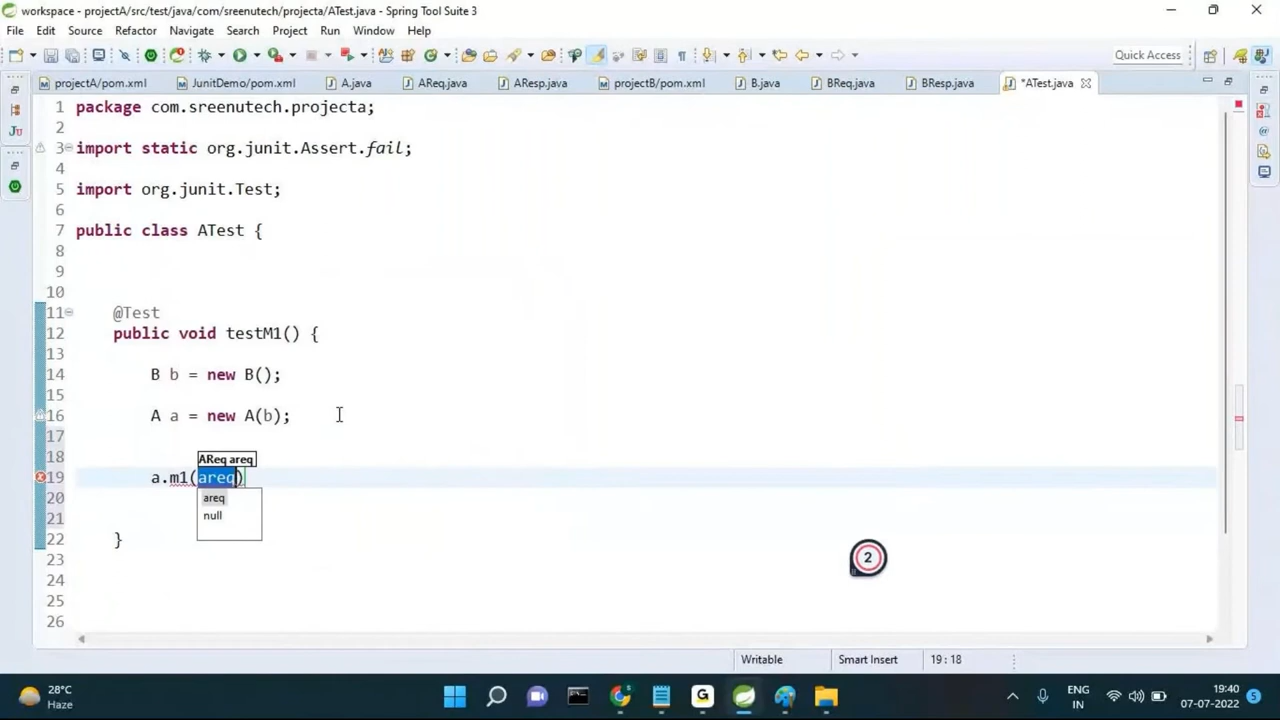 workspace - projectA/src/test/java/com/sreenutech/projecta/ATest.java - Spring Tool Suite 3
File Edit Source Refactor Navigate Search Project Run Window Help
Quick Access
projectA/pom.xml JunitDemo/pom.xml A.java AReq.java AResp.java projectB/pom.xml B.java BReq.java BResp.java *ATest.java
1 package com.sreenutech.projecta;
2
3 import static org.junit.Assert.fail;
4
5 import org.junit.Test;
6
7 public class ATest {
8
9
10
11 @Test
12 public void testM1() {
13
14 B b = new B();
15
16 A a = new A(b);
17
18
AReq areq
19 a.m1(areq)
20
areq
21
null
22 }
23
24
25
26
2
Writable Smart Insert 19 : 18
28°C
Haze
ENG
IN
19:40
07-07-2022
5